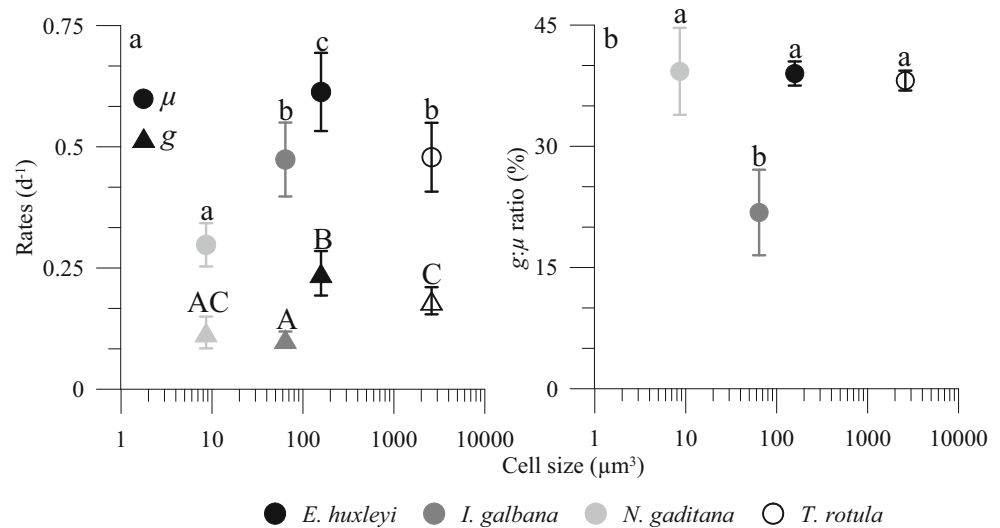 0.75
a
c
μ
g
b
b
0.5
Rates (d⁻¹)
a
B
0.25
AC
A
C
0
1
10
100
1000
10000
45
b
a
a
a
30
g:μ ratio (%)
b
15
0
1
10
100
1000
10000
Cell size (μm³)
E. huxleyi I. galbana N. gaditana T. rotula